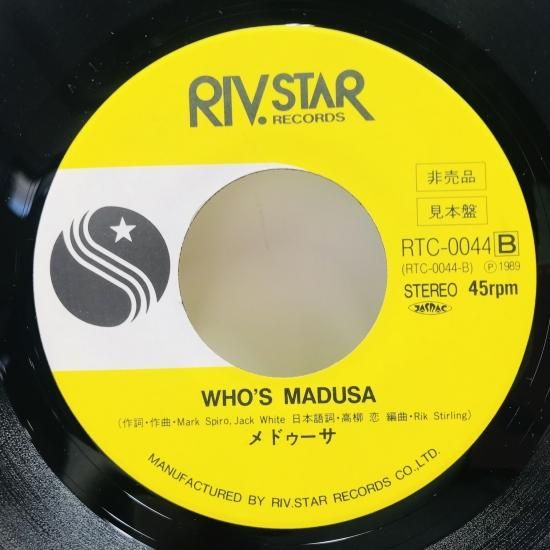 RIV.STAR
RECORDS
非売品
見本盤
RTC-0044 B
(RTC-0044-B) Ⓟ1989
STEREO 45rpm
JASRAC
WHO'S MADUSA
(作詞・作曲・Mark Spiro, Jack White 日本語詞・高柳 恋 編曲・Rik Stirling)
メドゥーサ
MANUFACTURED BY RIV.STAR RECORDS CO.,LTD.